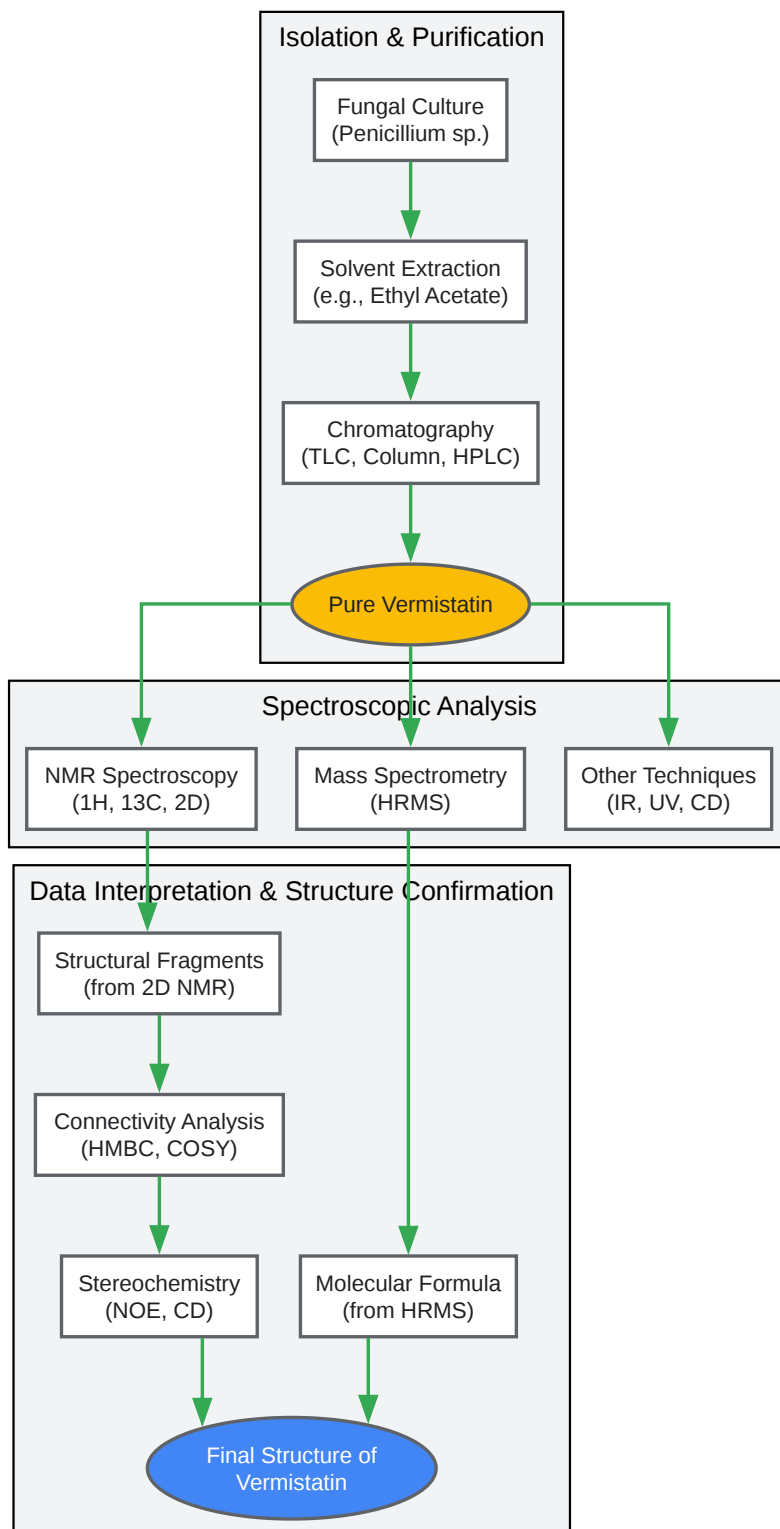 Isolation & Purification
Fungal Culture
(Penicillium sp.)
Solvent Extraction
(e.g., Ethyl Acetate)
Chromatography
(TLC, Column, HPLC)
Pure Vermistatin
Spectroscopic Analysis
NMR Spectroscopy
(1H, 13C, 2D)
Mass Spectrometry
(HRMS)
Other Techniques
(IR, UV, CD)
Data Interpretation & Structure Confirmation
Structural Fragments
(from 2D NMR)
Connectivity Analysis
(HMBC, COSY)
Stereochemistry
(NOE, CD)
Molecular Formula
(from HRMS)
Final Structure of
Vermistatin